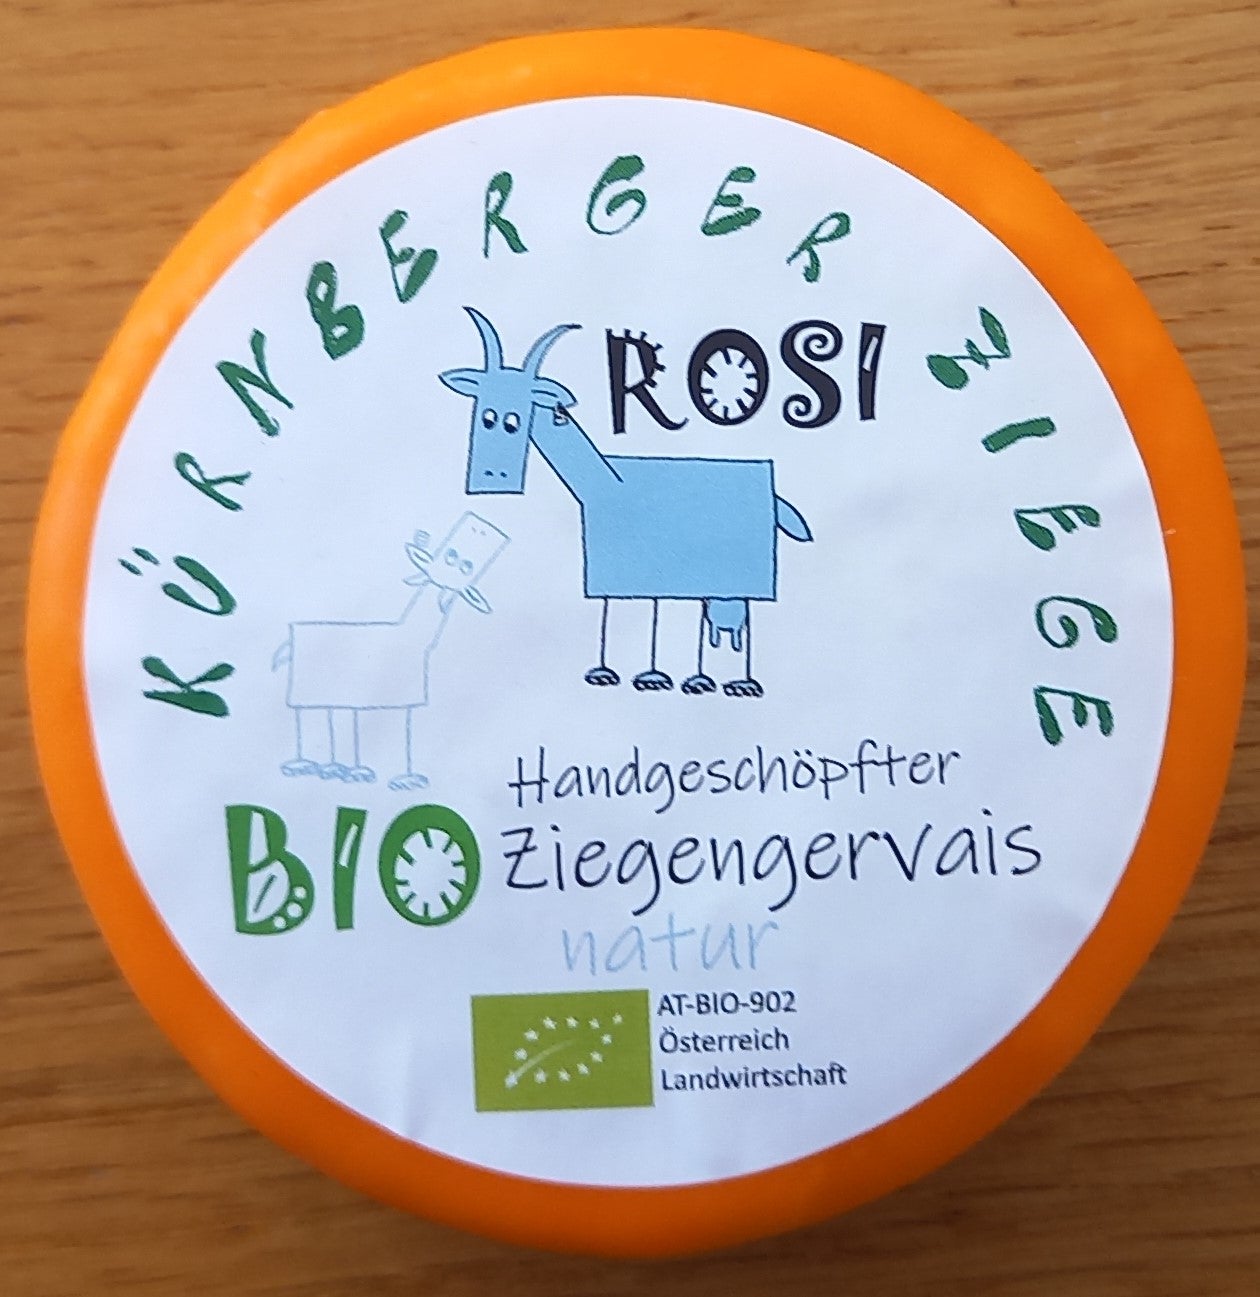 KÜRNBERGER ZIEGE
ROSI
Handgeschöpfter
BIO Ziegengervais
natur
AT-BIO-902
Österreich
Landwirtschaft